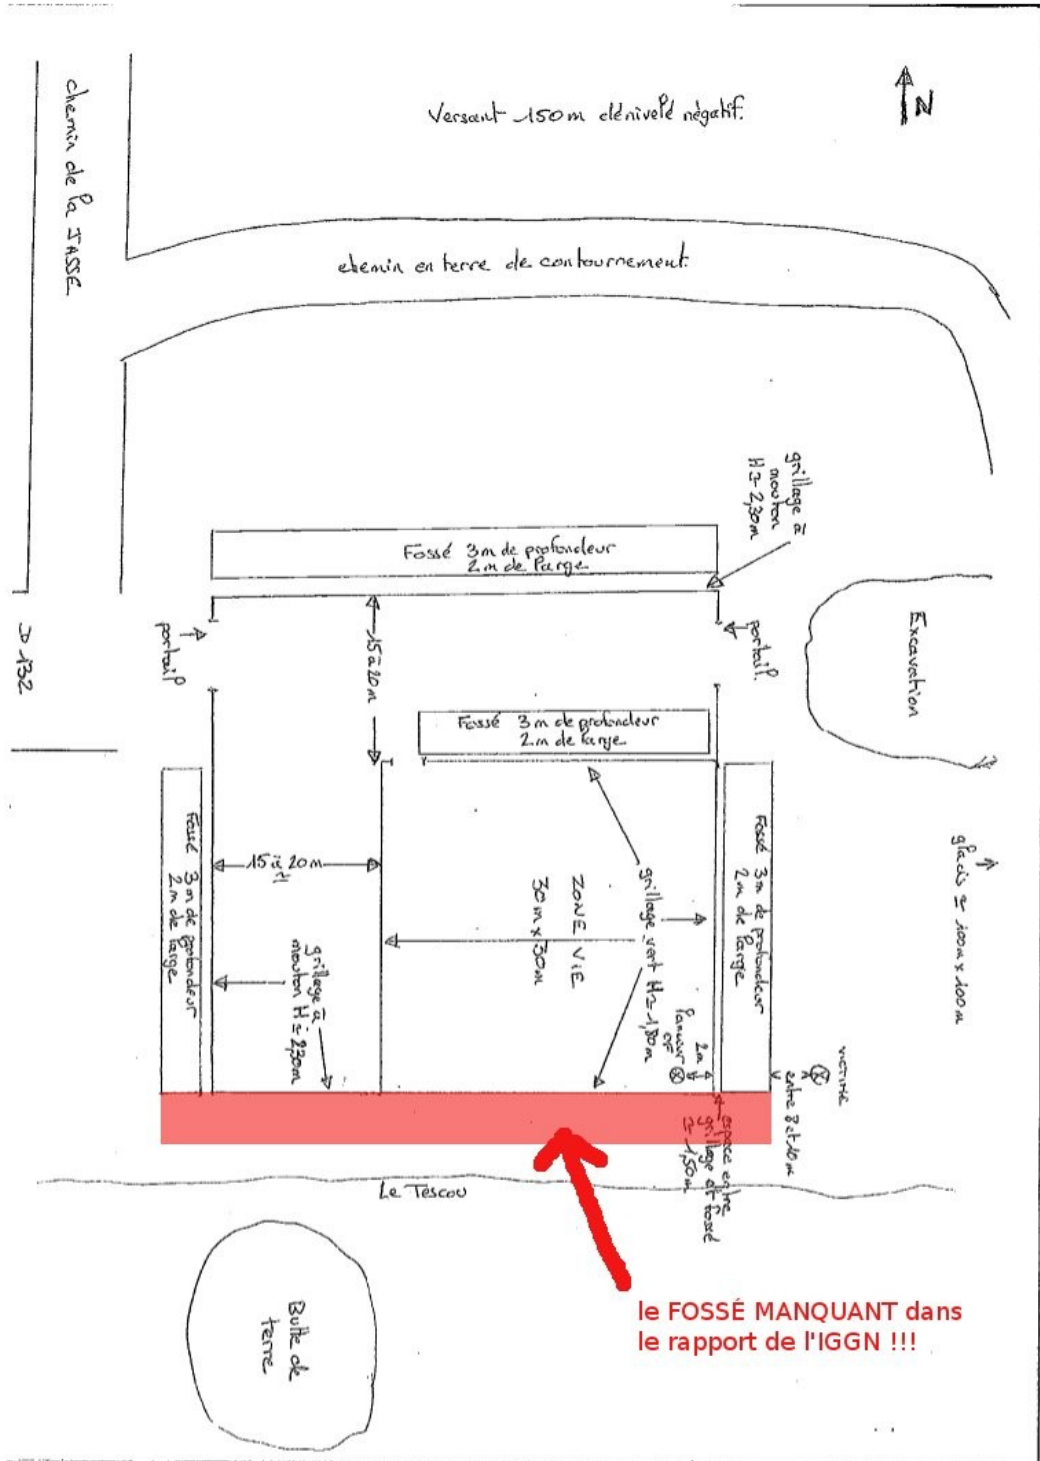 N
Versant 150m dénivelé négatif.
chemin de la JASSE
chemin en terre de contournement.
grillage à
mouton
H = 2,30m
Fossé 3m de profondeur
2m de large
portail
portail.
Excavation
D 132
15 à 20m
Fossé 3m de profondeur
2m de large
Fossé 3m de profondeur
2m de large
15 à 20m
ZONE VIE
30m x 30m
grillage vert H = 1,80m
Fossé 3m de profondeur
2m de large
glacis = 100m x 100m
grillage à
mouton H = 2,30m
2m
lanceur
OF
victime
entre 8 et 10m
espace entre
grillage et fossé
= 1,50m
Le Tescou
Butte de
terre
le FOSSÉ MANQUANT dans
le rapport de l'IGGN !!!